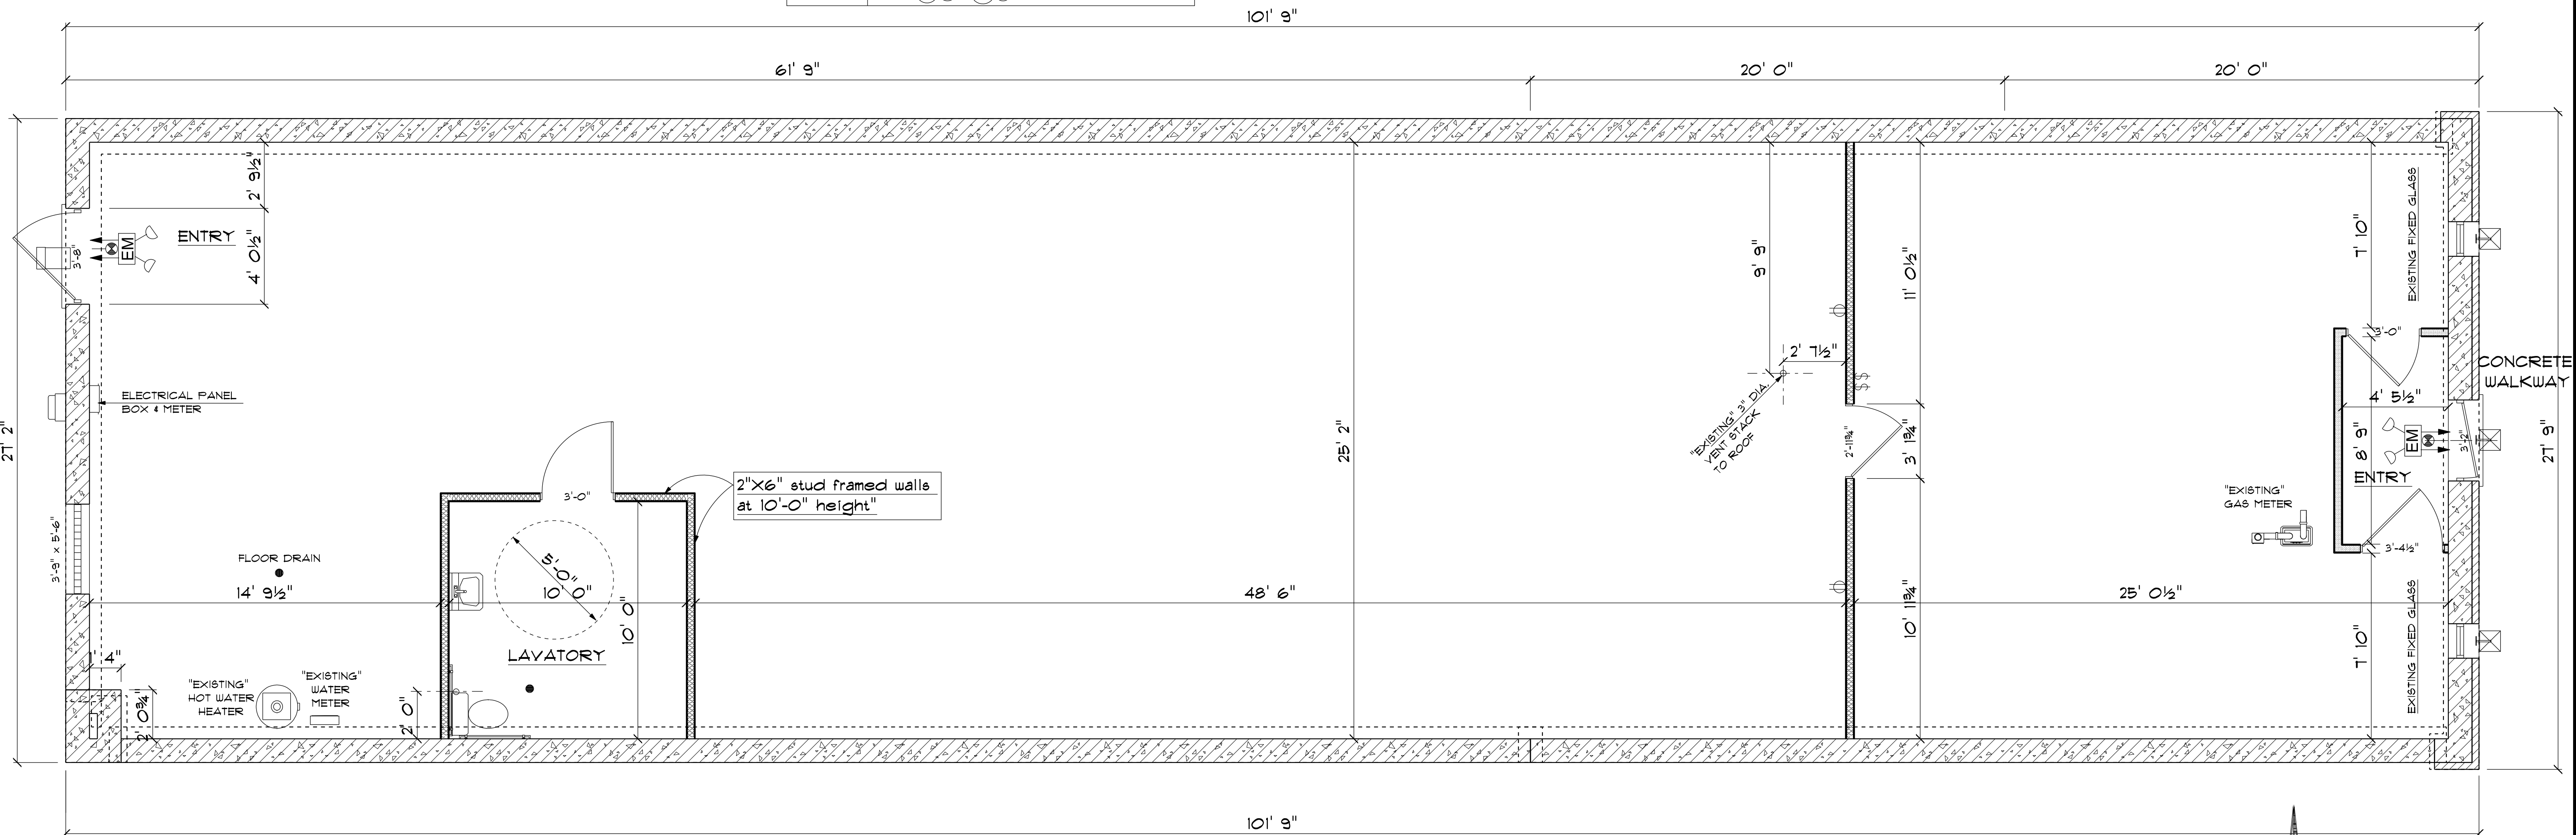 101' 9"
61' 9"
20' 0"
20' 0"
27' 2"
2' 9½"
4' 0½"
3'-8"
EM
ENTRY
ELECTRICAL PANEL
BOX & METER
3'-9" x 5'-6"
FLOOR DRAIN
14' 9½"
4"
2' 0¾"
"EXISTING"
HOT WATER
HEATER
"EXISTING"
WATER
METER
3'-0"
5'-0"
10' 0"
10' 0"
LAVATORY
2' 0"
2"X6" stud framed walls
at 10'-0" height"
48' 6"
25' 2"
9' 9"
2' 7½"
"EXISTING" 3" DIA.
VENT STACK
TO ROOF
11' 0½"
2'-11¾"
3' 1¾"
10' 11¾"
25' 0½"
"EXISTING"
GAS METER
7' 10"
EXISTING FIXED GLASS
3'-0"
4' 5½"
8' 9"
EM
3'-2"
ENTRY
3'-4½"
7' 10"
EXISTING FIXED GLASS
CONCRETE
WALKWAY
27' 9"
101' 9"